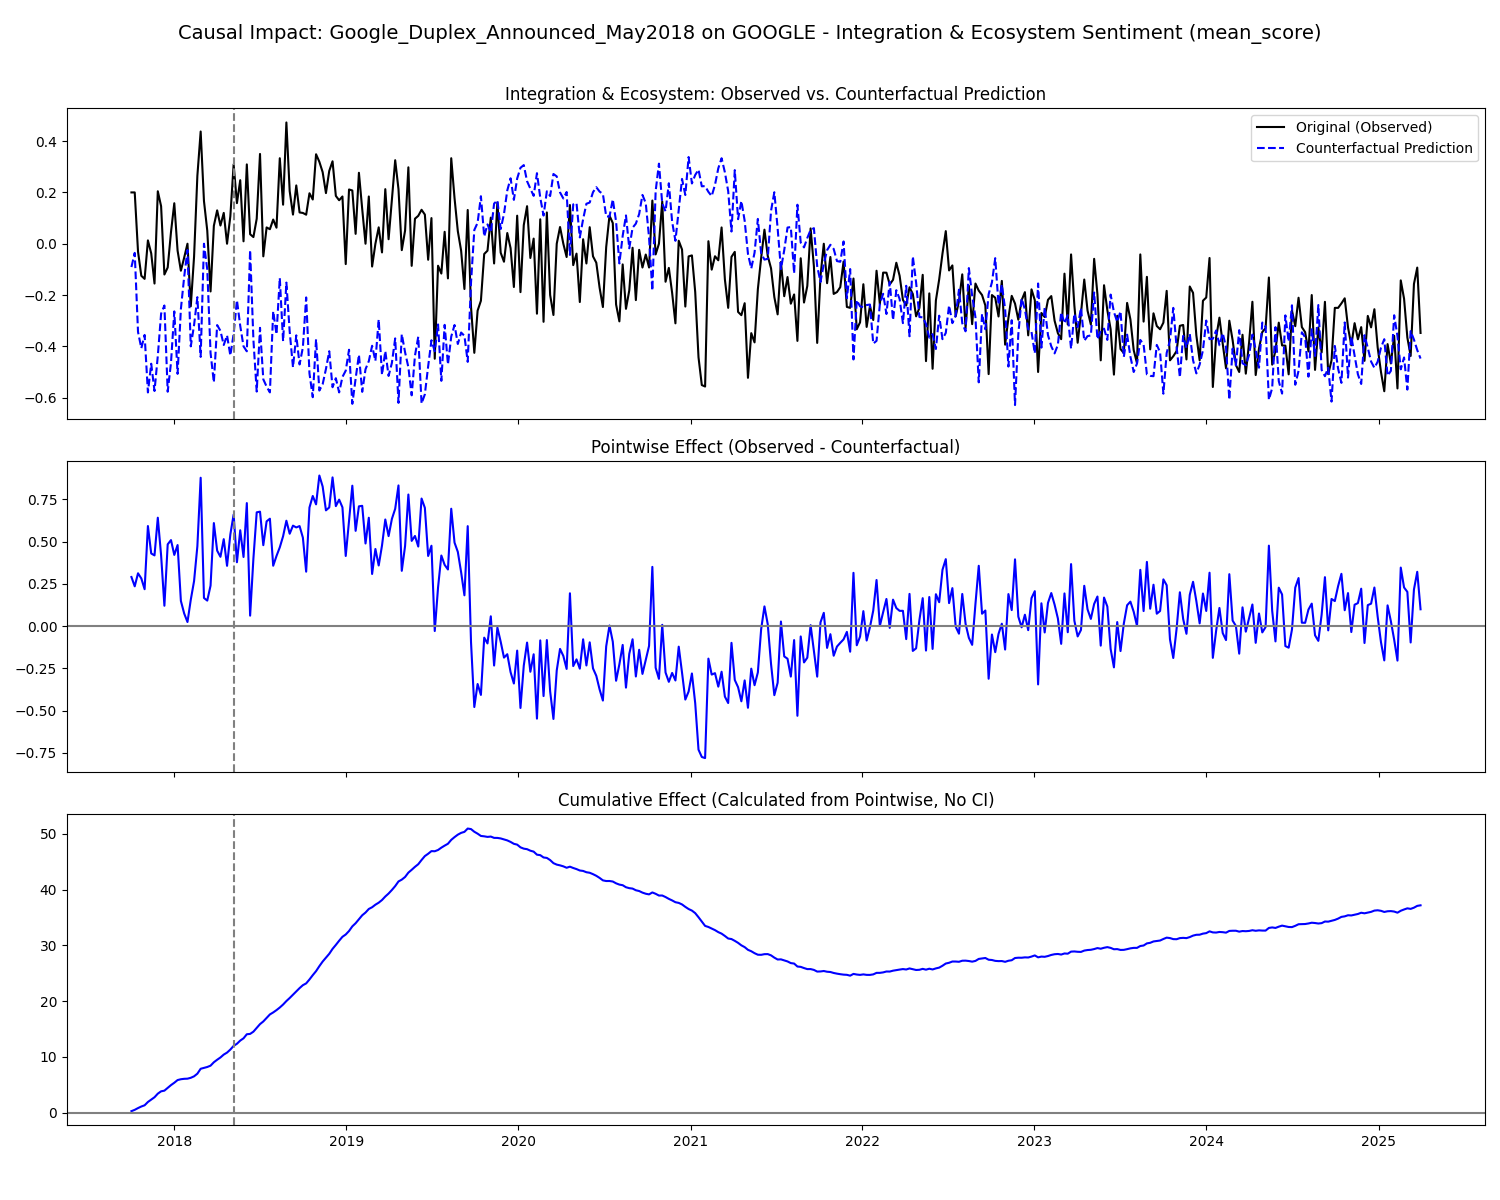 Causal Impact: Google_Duplex_Announced_May2018 on GOOGLE - Integration & Ecosystem Sentiment (mean_score)
Integration & Ecosystem: Observed vs. Counterfactual Prediction
Original (Observed)
Counterfactual Prediction
0.4
0.2
0.0
−0.2
−0.4
−0.6
Pointwise Effect (Observed - Counterfactual)
0.75
0.50
0.25
0.00
−0.25
−0.50
−0.75
Cumulative Effect (Calculated from Pointwise, No CI)
50
40
30
20
10
0
2018 2019 2020 2021 2022 2023 2024 2025